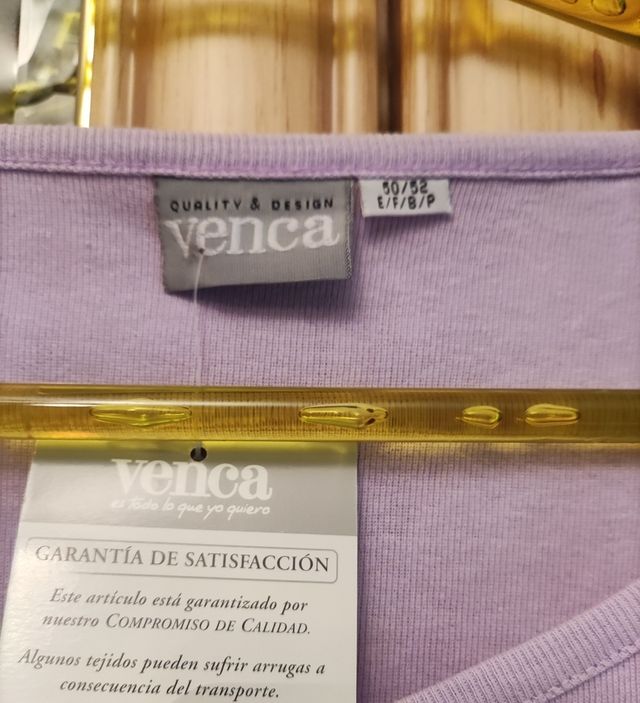 QUALITY & DESIGN
venca
50/52
E/F/B/P
venca
es todo lo que yo quiero
GARANTÍA DE SATISFACCIÓN
Este artículo está garantizado por
nuestro COMPROMISO DE CALIDAD.
Algunos tejidos pueden sufrir arrugas a
consecuencia del transporte.